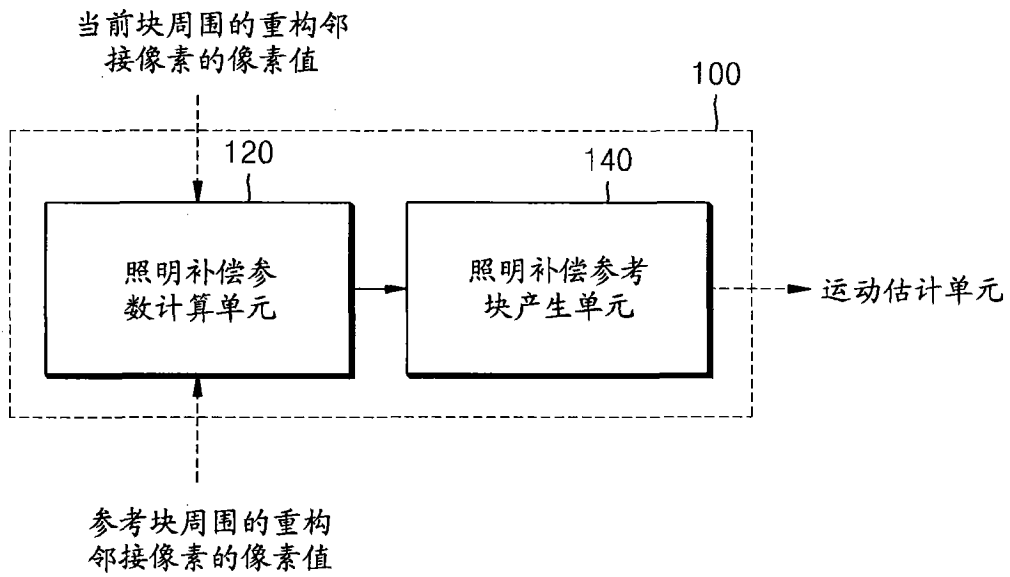 当前块周围的重构邻
接像素的像素值
100
120
140
照明补偿参
数计算单元
照明补偿参考
块产生单元
运动估计单元
参考块周围的重构
邻接像素的像素值